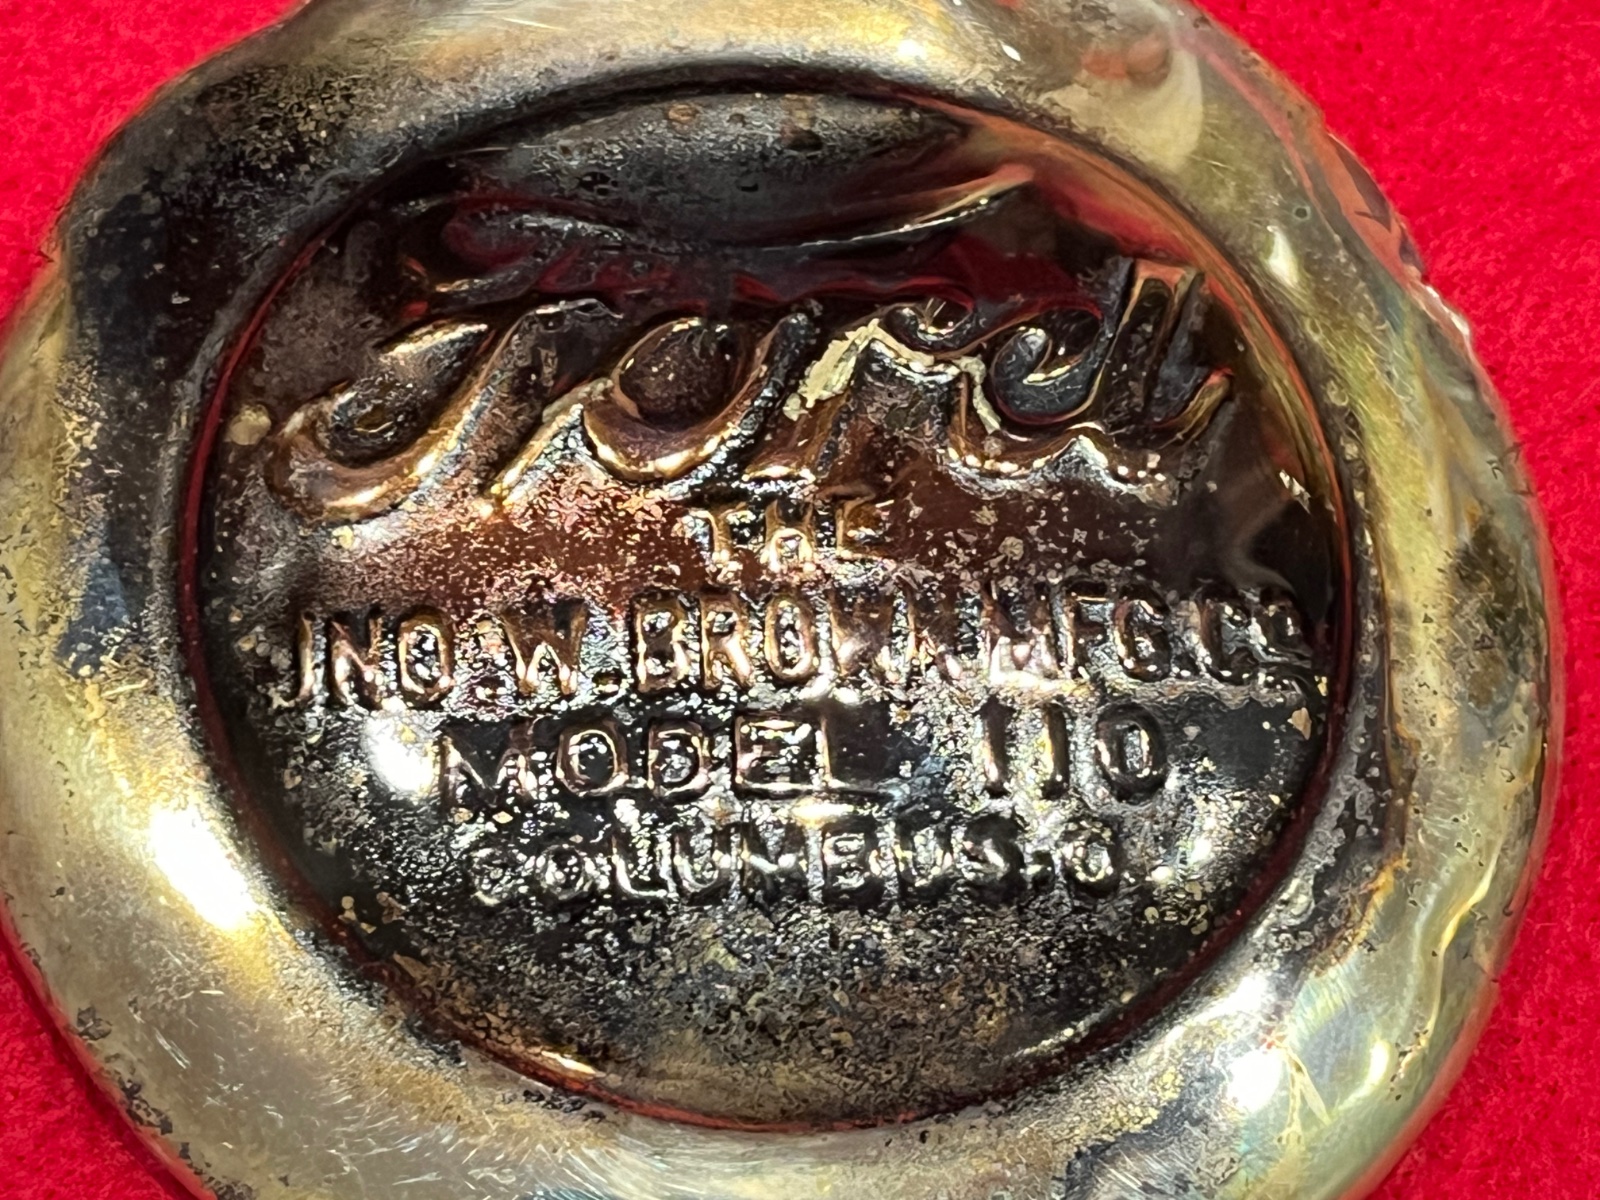 Ford
THE
JNO. W. BROWN MFG. CO
MODEL 110
COLUMBUS. O